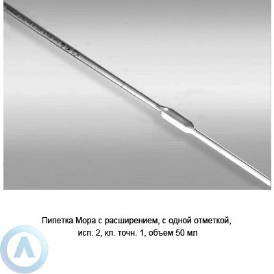 Пипетка Мора с расширением, с одной отметкой,
исп. 2, кл. точн. 1, объем 50 мл